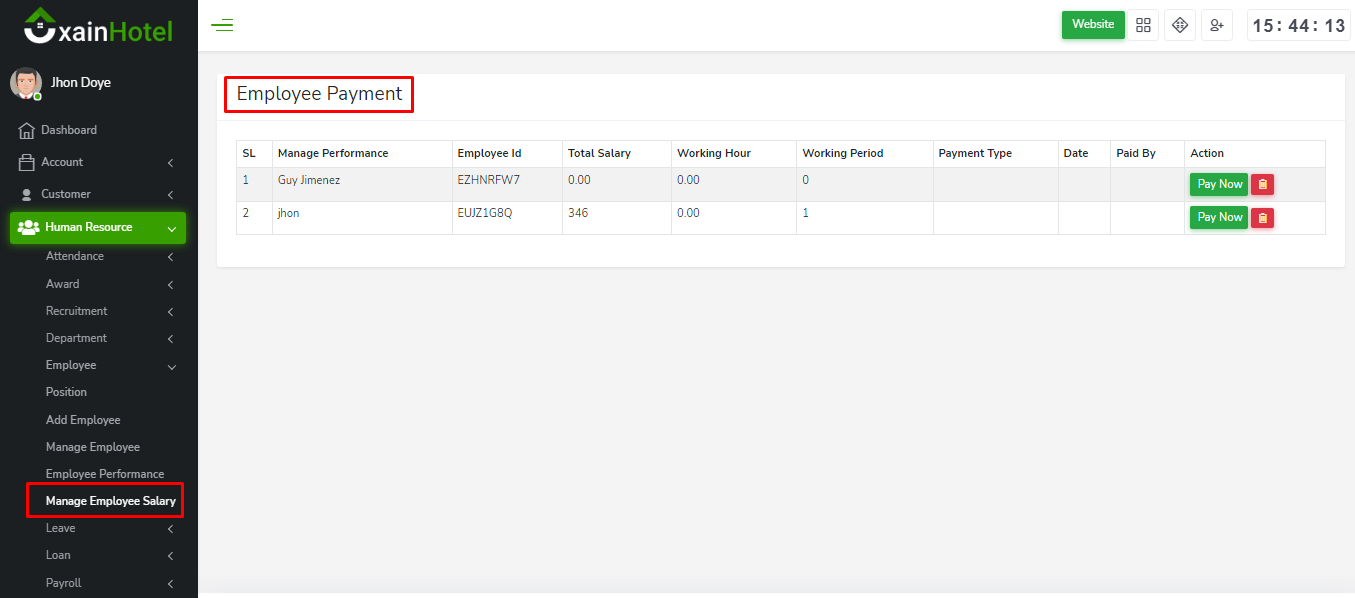 xainHotel
Website
15: 44: 13
Jhon Doye
Dashboard
Account
Customer
Human Resource
Attendance
Award
Recruitment
Department
Employee
Position
Add Employee
Manage Employee
Employee Performance
Manage Employee Salary
Leave
Loan
Payroll
Employee Payment
SL Manage Performance Employee Id Total Salary Working Hour Working Period Payment Type Date Paid By Action
1 Guy Jimenez EZHNRFW7 0.00 0.00 0 Pay Now
2 jhon EUJZ1G8Q 346 0.00 1 Pay Now